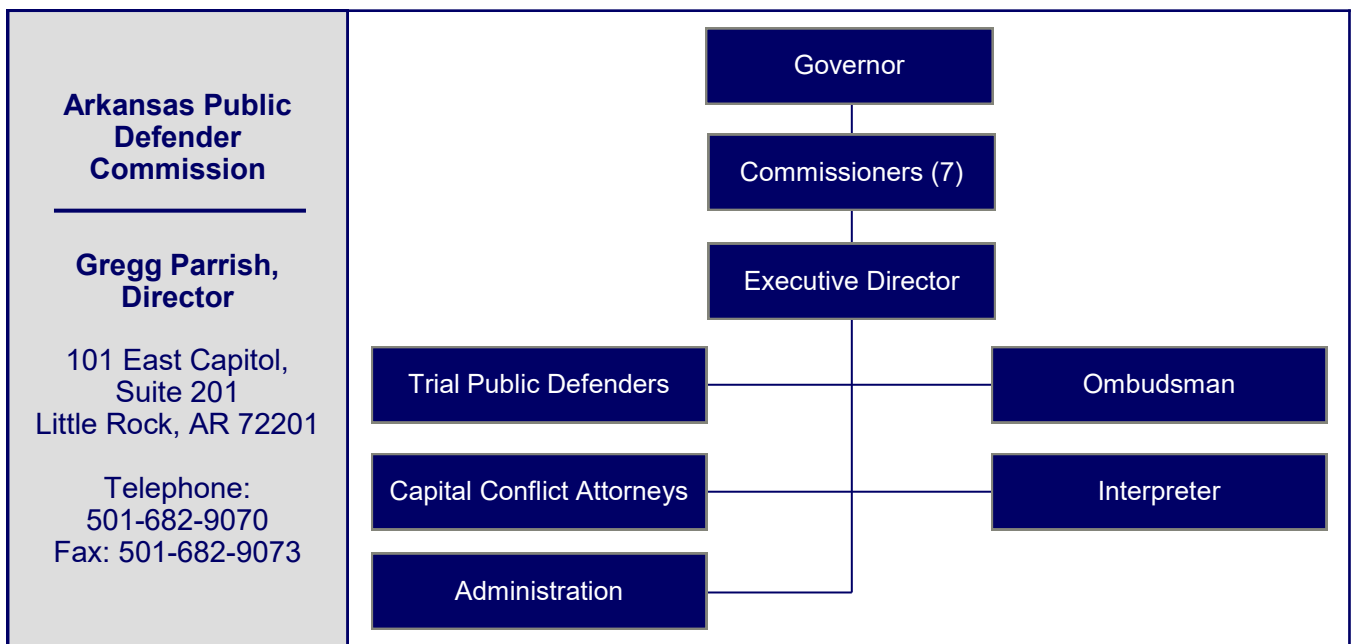 Arkansas Public
Defender
Commission
Gregg Parrish,
Director
101 East Capitol,
Suite 201
Little Rock, AR 72201
Telephone:
501-682-9070
Fax: 501-682-9073
Governor
Commissioners (7)
Executive Director
Trial Public Defenders
Ombudsman
Capital Conflict Attorneys
Interpreter
Administration